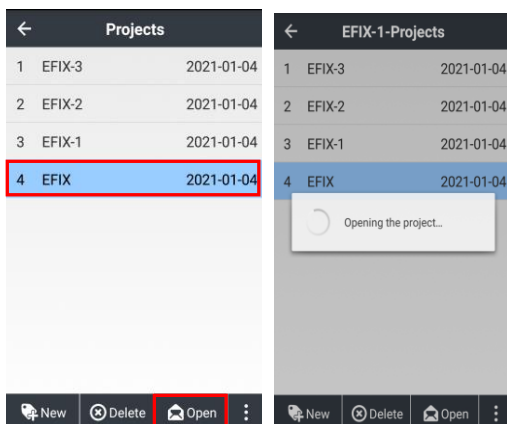 Projects
1 EFIX-3 2021-01-04
2 EFIX-2 2021-01-04
3 EFIX-1 2021-01-04
4 EFIX 2021-01-04
New Delete Open
EFIX-1-Projects
1 EFIX-3 2021-01-04
2 EFIX-2 2021-01-04
3 EFIX-1 2021-01-04
4 EFIX 2021-01-04
Opening the project...
New Delete Open